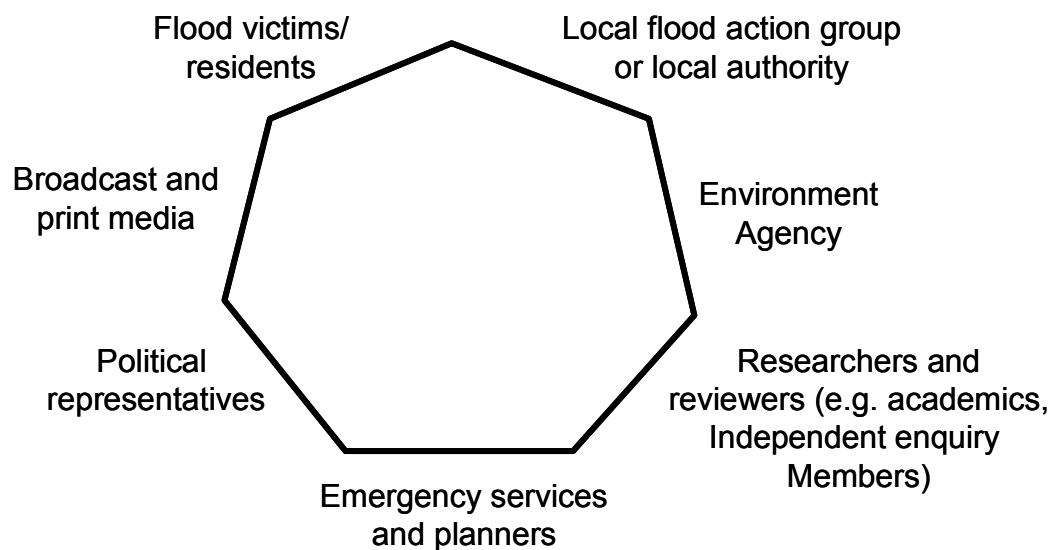 Flood victims/
residents
Local flood action group
or local authority
Broadcast and
print media
Environment
Agency
Political
representatives
Researchers and
reviewers (e.g. academics,
Independent enquiry
Members)
Emergency services
and planners